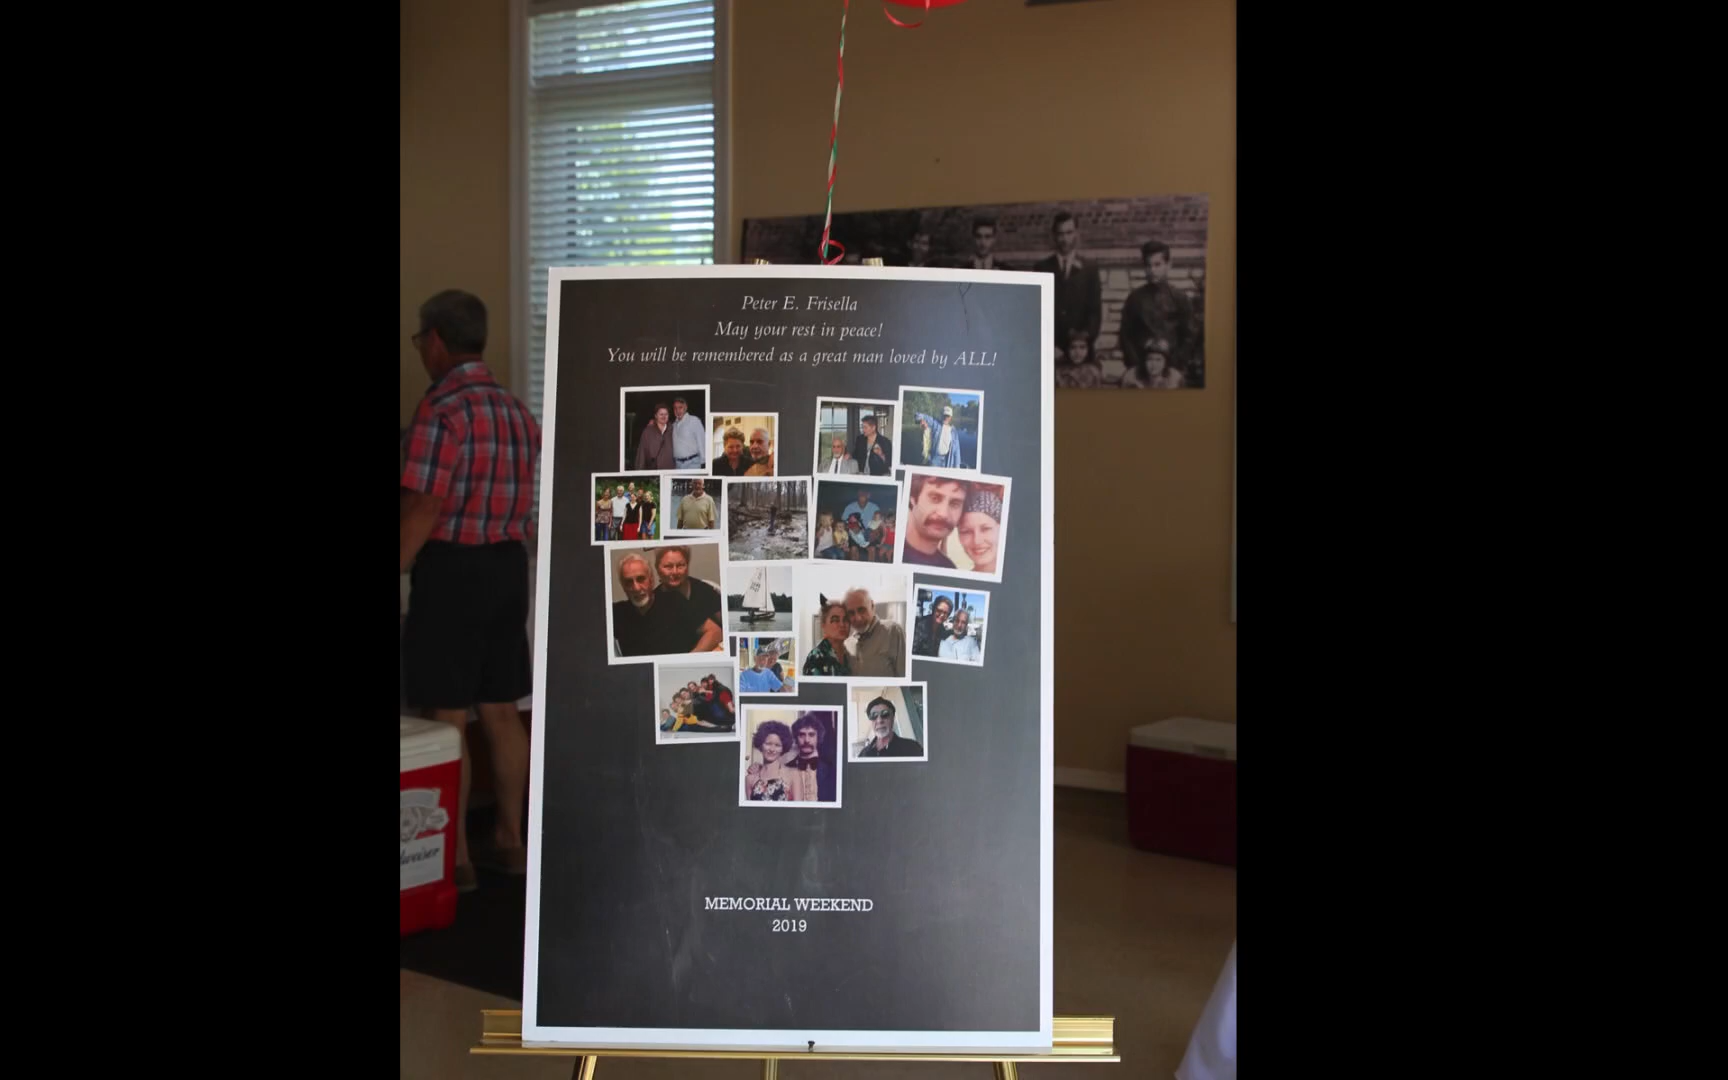 Peter E. Frisella
May your rest in peace!
You will be remembered as a great man loved by ALL!
MEMORIAL WEEKEND
2019